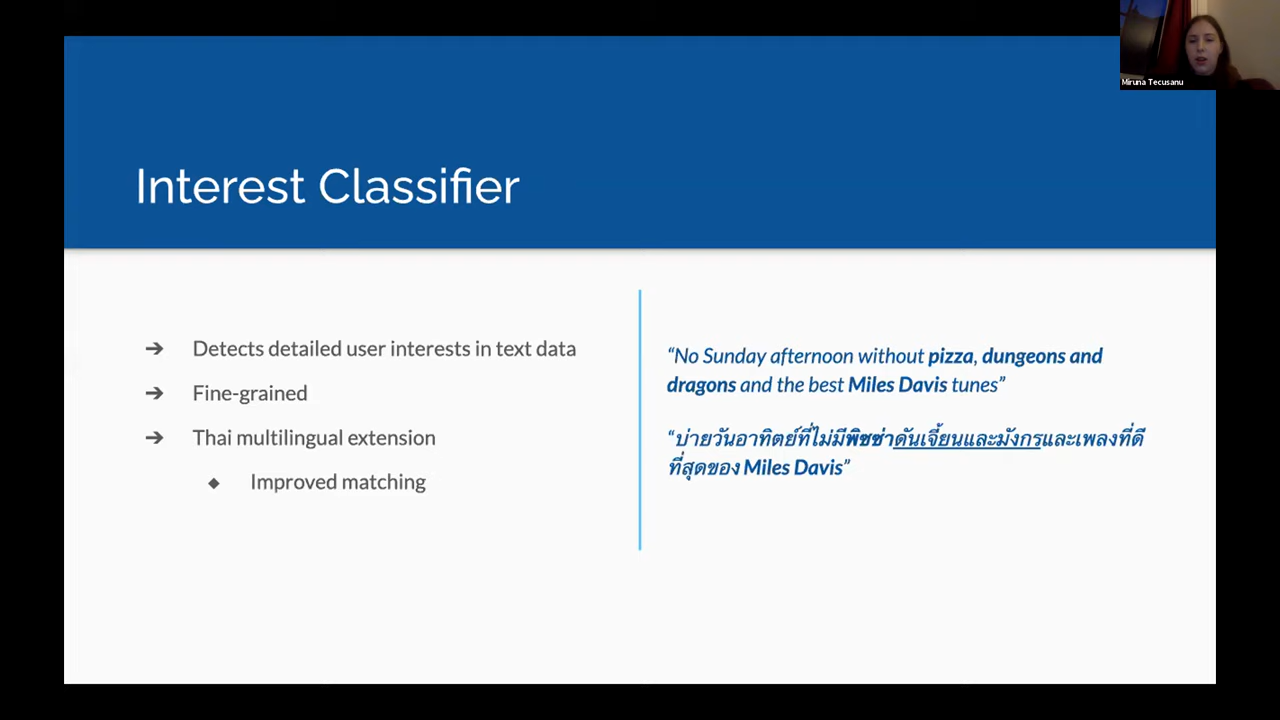 Miruna Tecusanu
Interest Classifier
➔ Detects detailed user interests in text data
➔ Fine-grained
➔ Thai multilingual extension
◆ Improved matching
“No Sunday afternoon without pizza, dungeons and
dragons and the best Miles Davis tunes”
“บ่ายวันอาทิตย์ที่ไม่มีพิซซ่าดันเจี้ยนและมังกรและเพลงที่ดี
ที่สุดของ Miles Davis”